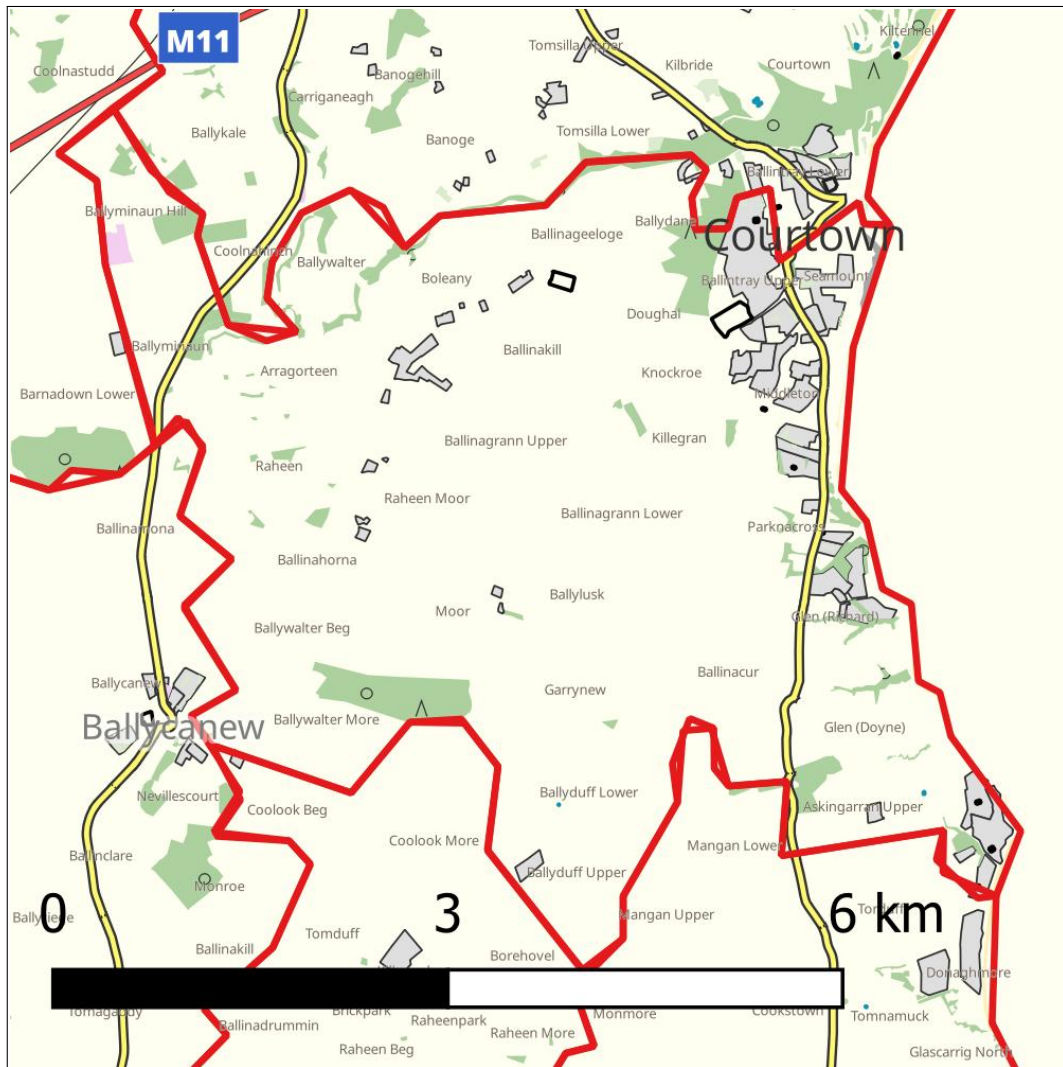 Kiltennel
M11
Tomsilla Upper
Coolnastudd
Banogehill
Kilbride
Courtown
Carriganeagh
Ballykale
Banoge
Tomsilla Lower
Ballintray Lower
Ballyminaun Hill
Ballydane
Ballinageeloge
Courtown
Coolnahinch
Ballywalter
Boleany
Ballintray Upper
Seamount
Doughal
Ballyminaun
Ballinakill
Arragorteen
Knockroe
Barnadown Lower
Middleton
Ballinagrann Upper
Killegran
Raheen
Raheen Moor
Ballinagrann Lower
Ballinamona
Parknacross
Ballinahorna
Ballylusk
Moor
Glen (Richard)
Ballywalter Beg
Ballinacur
Ballycanew
Garrynew
Ballywalter More
Ballycanew
Glen (Doyne)
Nevillescourt
Ballyduff Lower
Coolook Beg
Askingarran Upper
Coolook More
Mangan Lower
Ballinclare
Ballyduff Upper
Monroe
0
3
6 km
Mangan Upper
Tomduff
Ballinakill
Borehovel
Donaghmore
Tomagaddy
Brickpark
Raheenpark
Monmore
Cookstown
Tomnamuck
Ballinadrummin
Raheen More
Raheen Beg
Glascarrig North